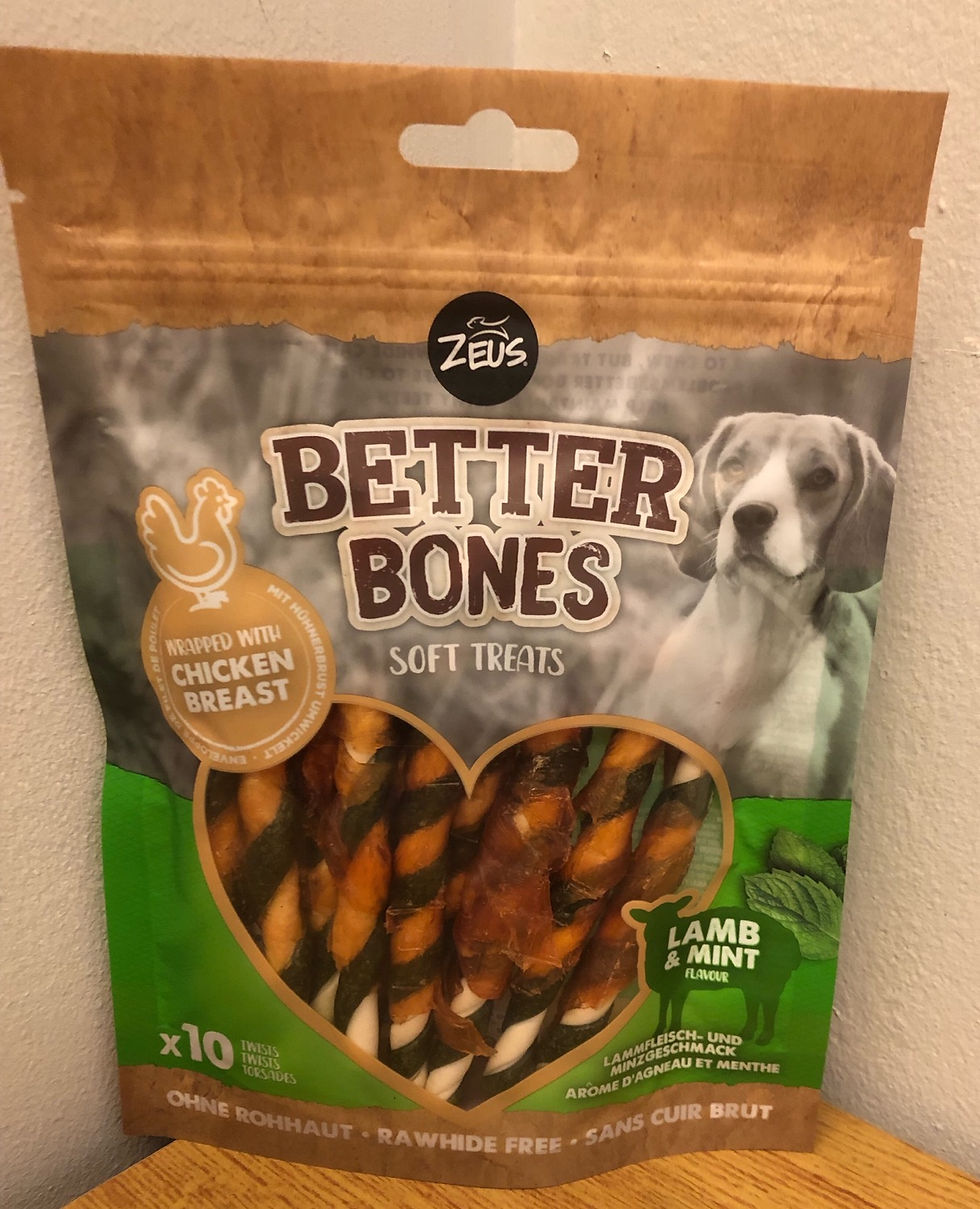 ZEUS
BETTER
BONES
SOFT TREATS
WRAPPED WITH
CHICKEN
BREAST
MIT HÜHNERBRUST UMWICKELT •
LAMB
& MINT
FLAVOUR
LAMMFLEISCH- UND
MINZGESCHMACK
ARÔME D'AGNEAU ET MENTHE
x10
TWISTS
TWISTS
TORSADES
OHNE ROHHAUT • RAWHIDE FREE • SANS CUIR BRUT